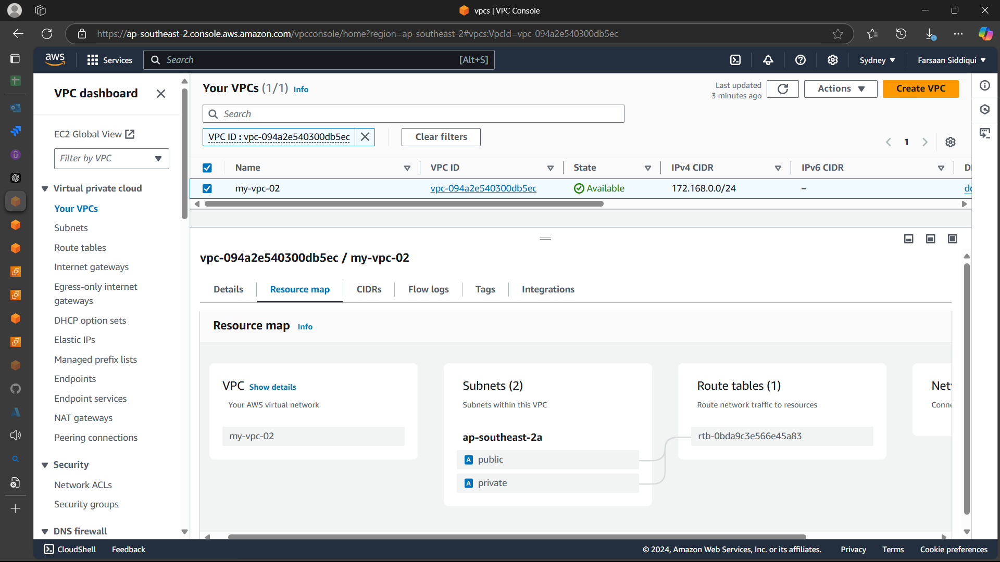 vpcs | VPC Console
https://ap-southeast-2.console.aws.amazon.com/vpcconsole/home?region=ap-southeast-2#vpcs:VpcId=vpc-094a2e540300db5ec
aws
Services
Search
[Alt+S]
Sydney
Farsaan Siddiqui
VPC dashboard
EC2 Global View
Filter by VPC
Virtual private cloud
Your VPCs
Subnets
Route tables
Internet gateways
Egress-only internet
gateways
DHCP option sets
Elastic IPs
Managed prefix lists
Endpoints
Endpoint services
NAT gateways
Peering connections
Security
Network ACLs
Security groups
DNS firewall
Your VPCs (1/1) Info
Last updated
3 minutes ago
Actions
Create VPC
Search
VPC ID : vpc-094a2e540300db5ec
Clear filters
1
Name VPC ID State IPv4 CIDR IPv6 CIDR D
my-vpc-02 vpc-094a2e540300db5ec Available 172.168.0.0/24 –
vpc-094a2e540300db5ec / my-vpc-02
Details Resource map CIDRs Flow logs Tags Integrations
Resource map Info
VPC Show details
Your AWS virtual network
my-vpc-02
Subnets (2)
Subnets within this VPC
ap-southeast-2a
A public
A private
Route tables (1)
Route network traffic to resources
rtb-0bda9c3e566e45a83
Net
Conne
CloudShell Feedback
© 2024, Amazon Web Services, Inc. or its affiliates. Privacy Terms Cookie preferences